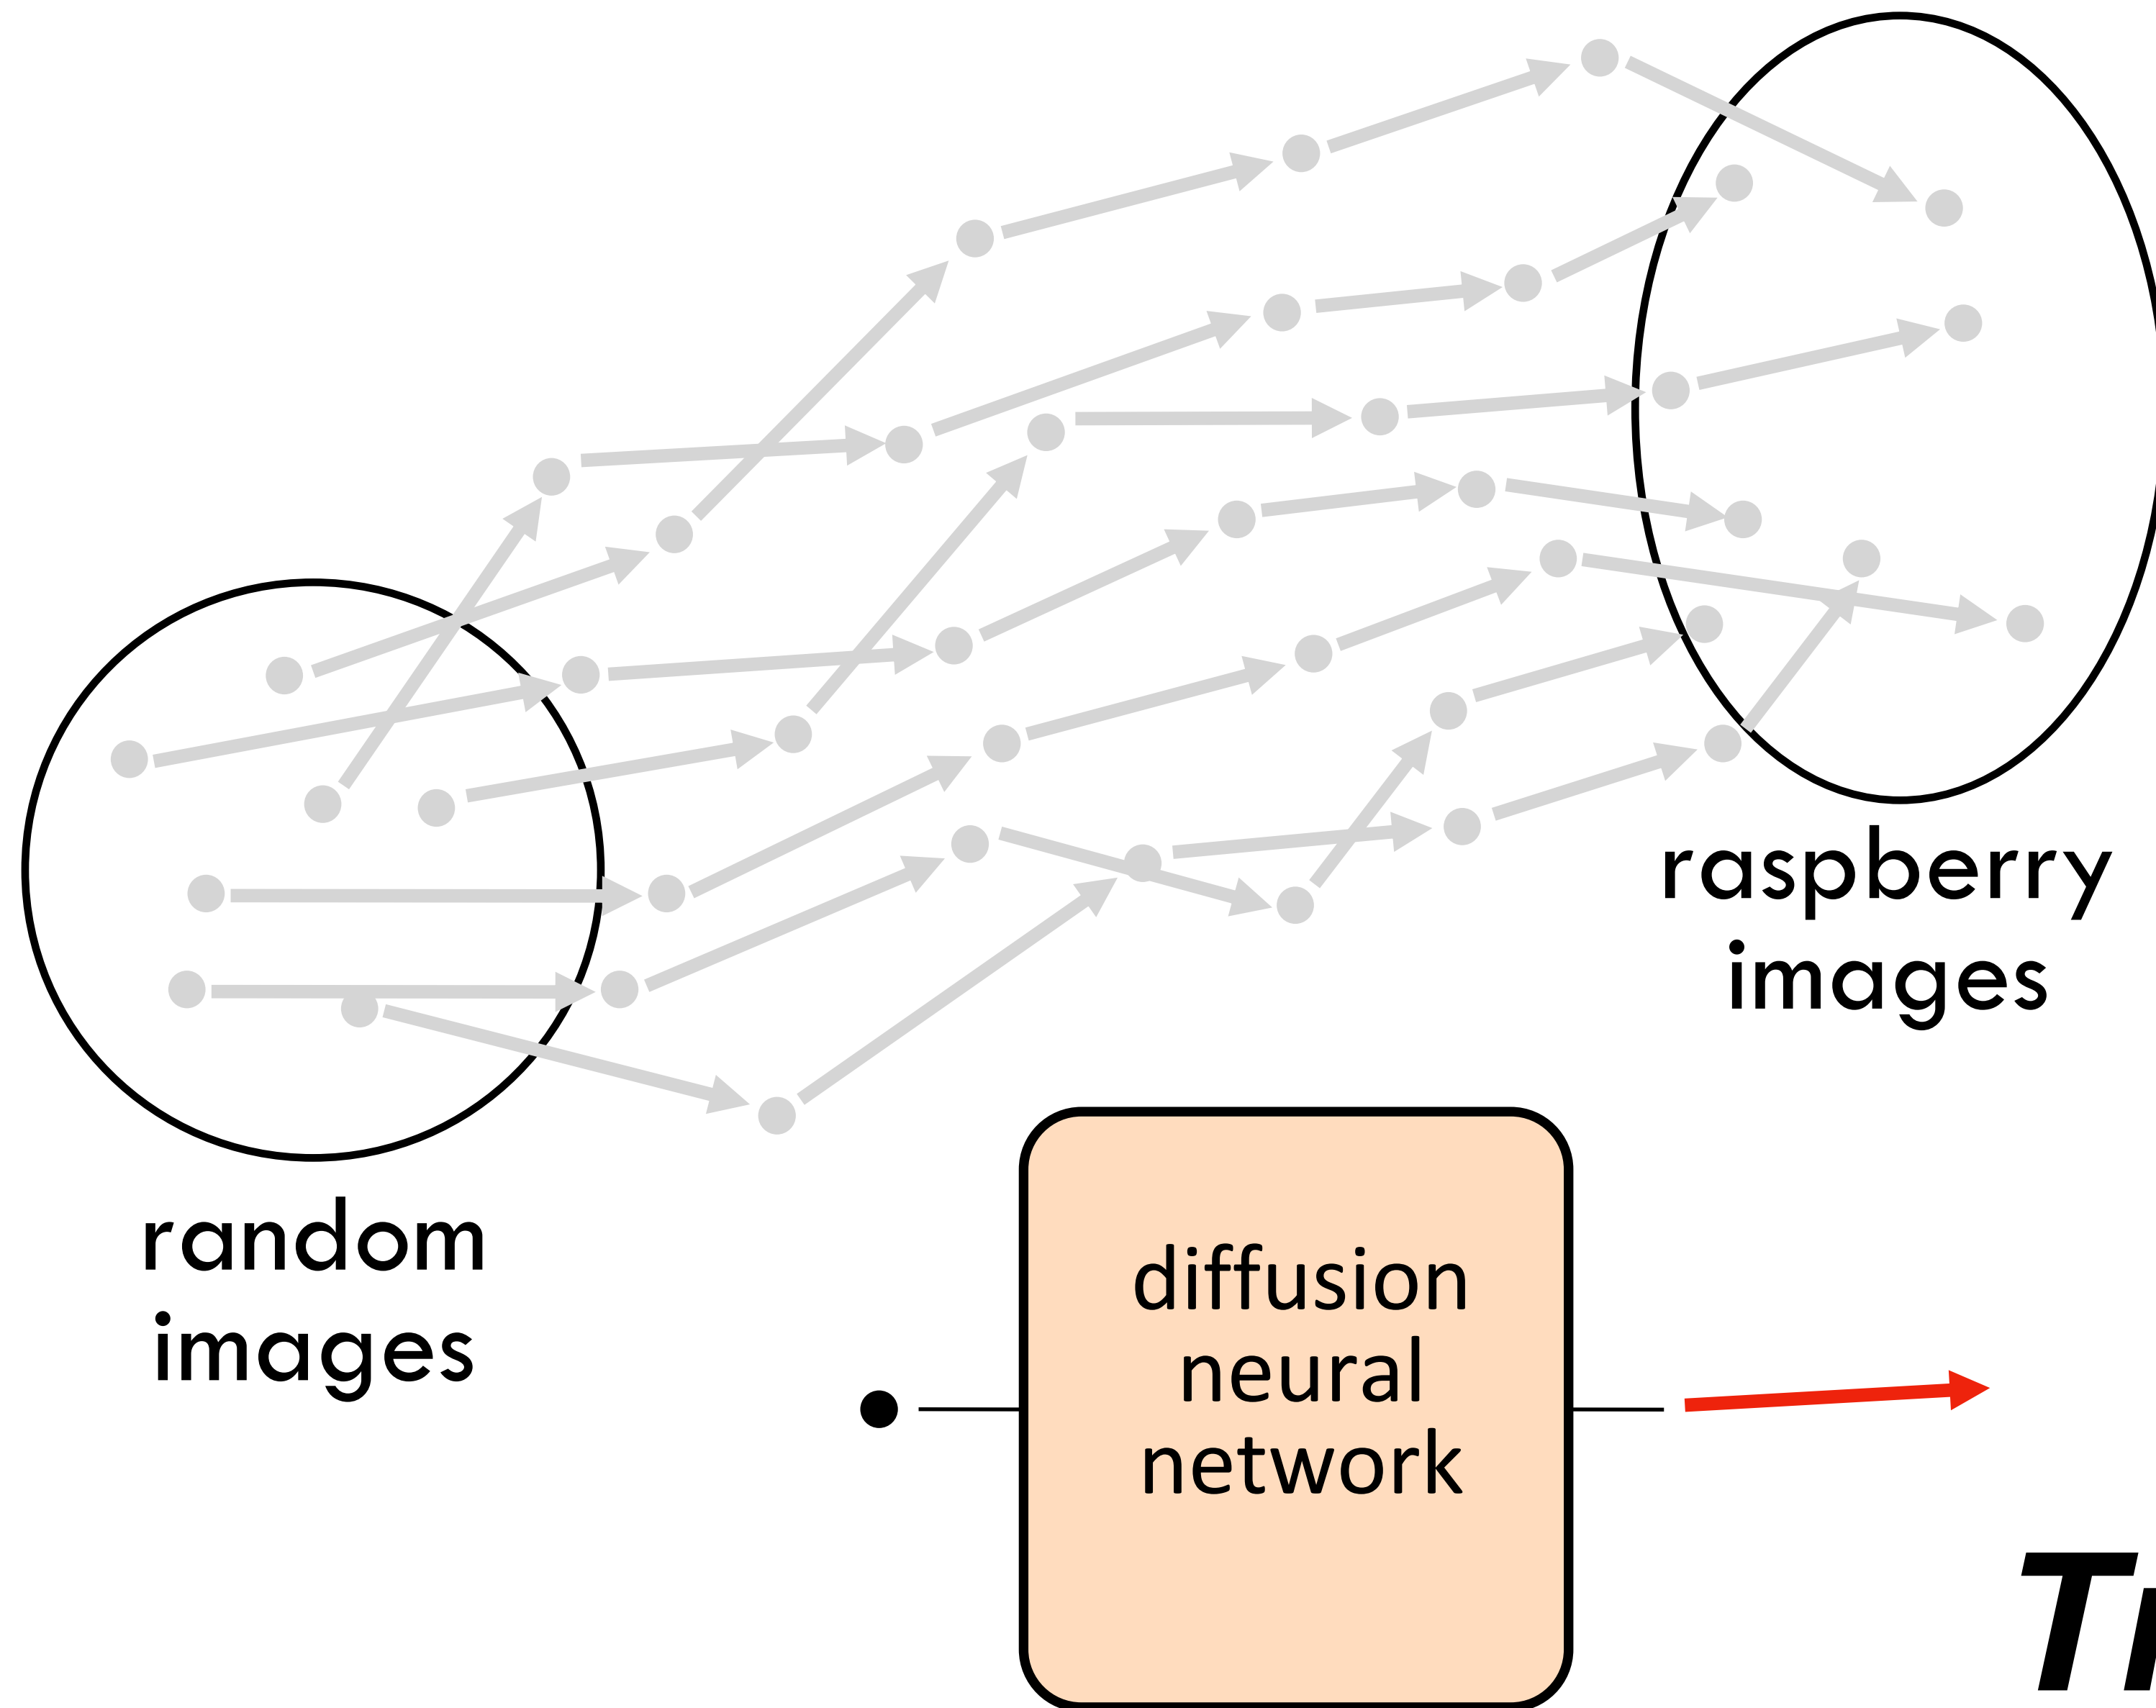 raspberry
images
random
images
diffusion
neural
network